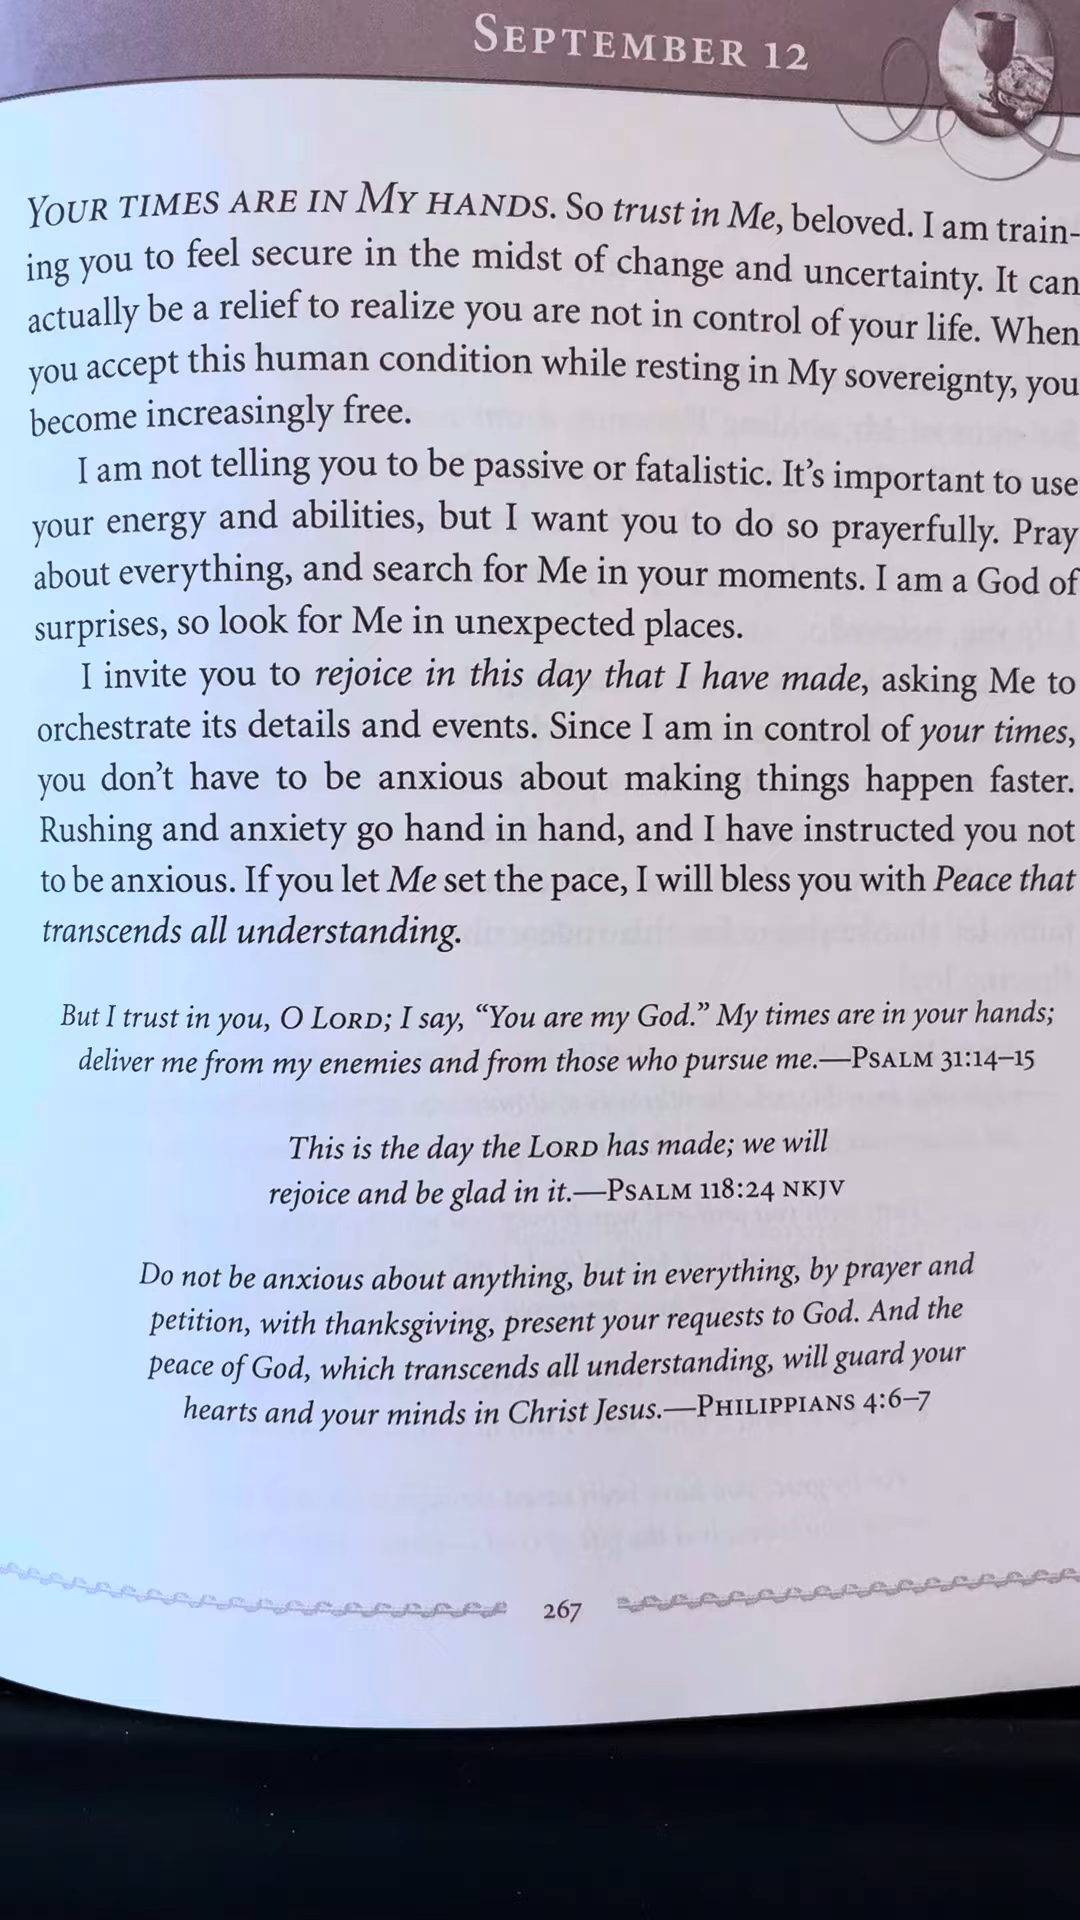 SEPTEMBER 12
YOUR TIMES ARE IN MY HANDS. So trust in Me, beloved. I am train-
ing you to feel secure in the midst of change and uncertainty. It can
actually be a relief to realize you are not in control of your life. When
you accept this human condition while resting in My sovereignty, you
become increasingly free.
I am not telling you to be passive or fatalistic. It’s important to use
your energy and abilities, but I want you to do so prayerfully. Pray
about everything, and search for Me in your moments. I am a God of
surprises, so look for Me in unexpected places.
I invite you to rejoice in this day that I have made, asking Me to
orchestrate its details and events. Since I am in control of your times,
you don’t have to be anxious about making things happen faster.
Rushing and anxiety go hand in hand, and I have instructed you not
to be anxious. If you let Me set the pace, I will bless you with Peace that
transcends all understanding.
But I trust in you, O LORD; I say, “You are my God.” My times are in your hands;
deliver me from my enemies and from those who pursue me.—PSALM 31:14–15
This is the day the LORD has made; we will
rejoice and be glad in it.—PSALM 118:24 NKJV
Do not be anxious about anything, but in everything, by prayer and
petition, with thanksgiving, present your requests to God. And the
peace of God, which transcends all understanding, will guard your
hearts and your minds in Christ Jesus.—PHILIPPIANS 4:6–7
267